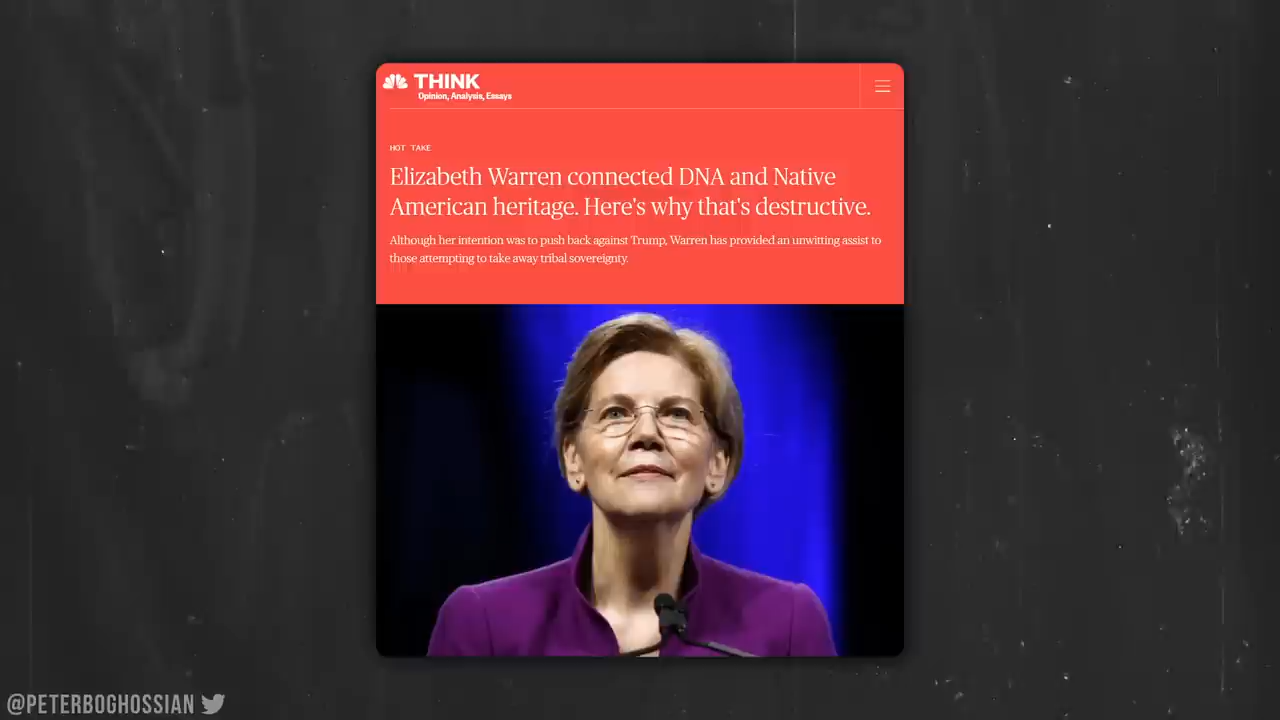 THINK
Opinion, Analysis, Essays
HOT TAKE
Elizabeth Warren connected DNA and Native
American heritage. Here's why that's destructive.
Although her intention was to push back against Trump, Warren has provided an unwitting assist to
those attempting to take away tribal sovereignty.
@PETERBOGHOSSIAN